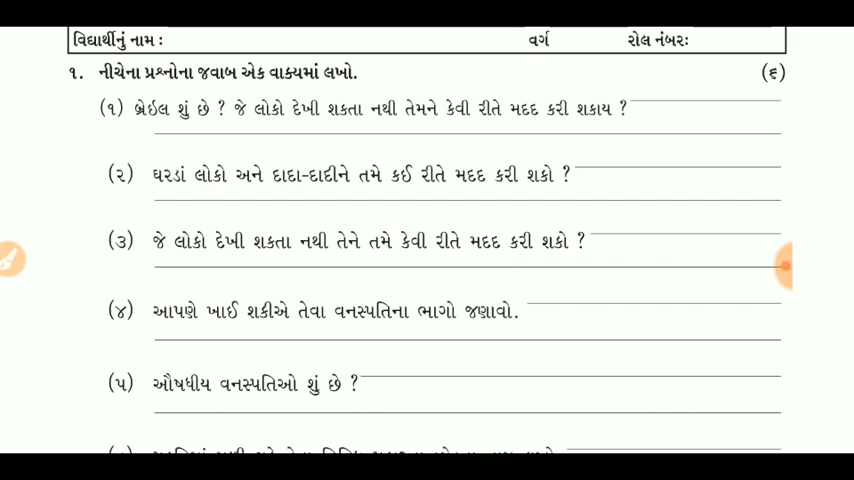 વિદ્યાર્થીનું નામ : વર્ગ રોલ નંબરઃ
૧. નીચેના પ્રશ્નોના જવાબ એક વાક્યમાં લખો. (૬)
(૧) બ્રેઇલ શું છે ? જે લોકો દેખી શકતા નથી તેમને કેવી રીતે મદદ કરી શકાય ?
(૨) ઘરડાં લોકો અને દાદા-દાદીને તમે કઈ રીતે મદદ કરી શકો ?
(૩) જે લોકો દેખી શકતા નથી તેને તમે કેવી રીતે મદદ કરી શકો ?
(૪) આપણે ખાઈ શકીએ તેવા વનસ્પતિના ભાગો જણાવો.
(૫) ઔષધીય વનસ્પતિઓ શું છે ?